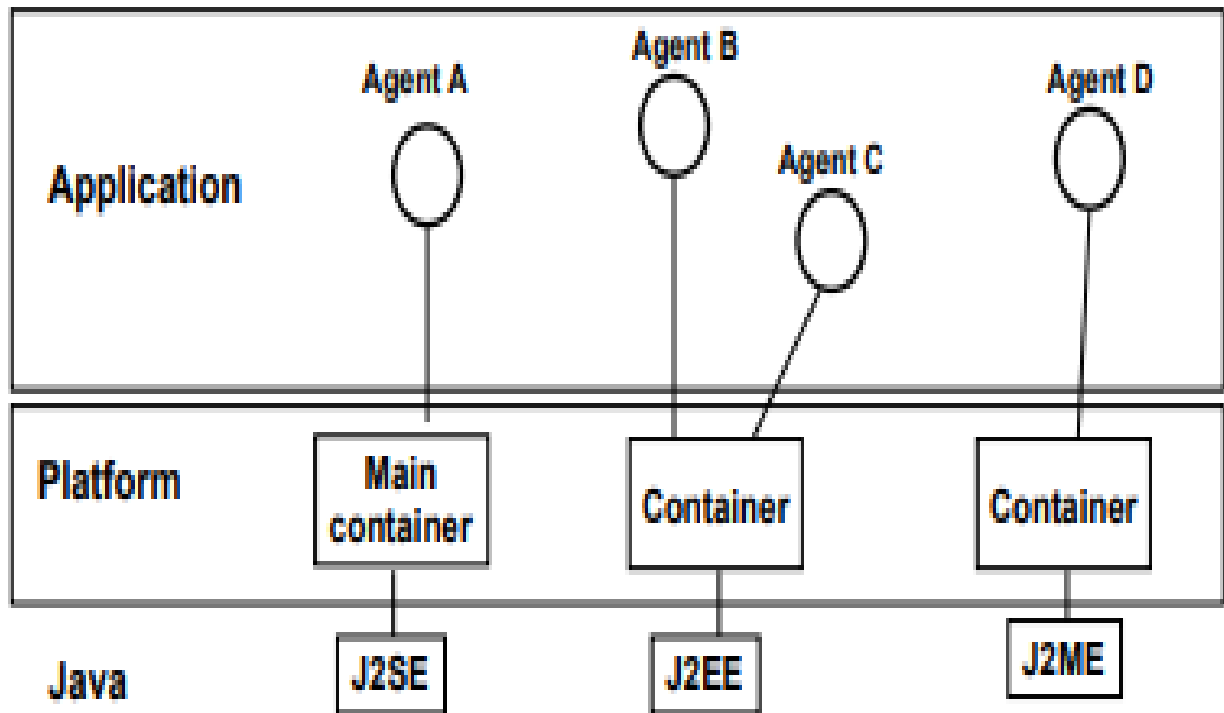 Agent A
Agent B
Agent C
Agent D
Application
Platform
Main
container
Container
Container
Java
J2SE
J2EE
J2ME